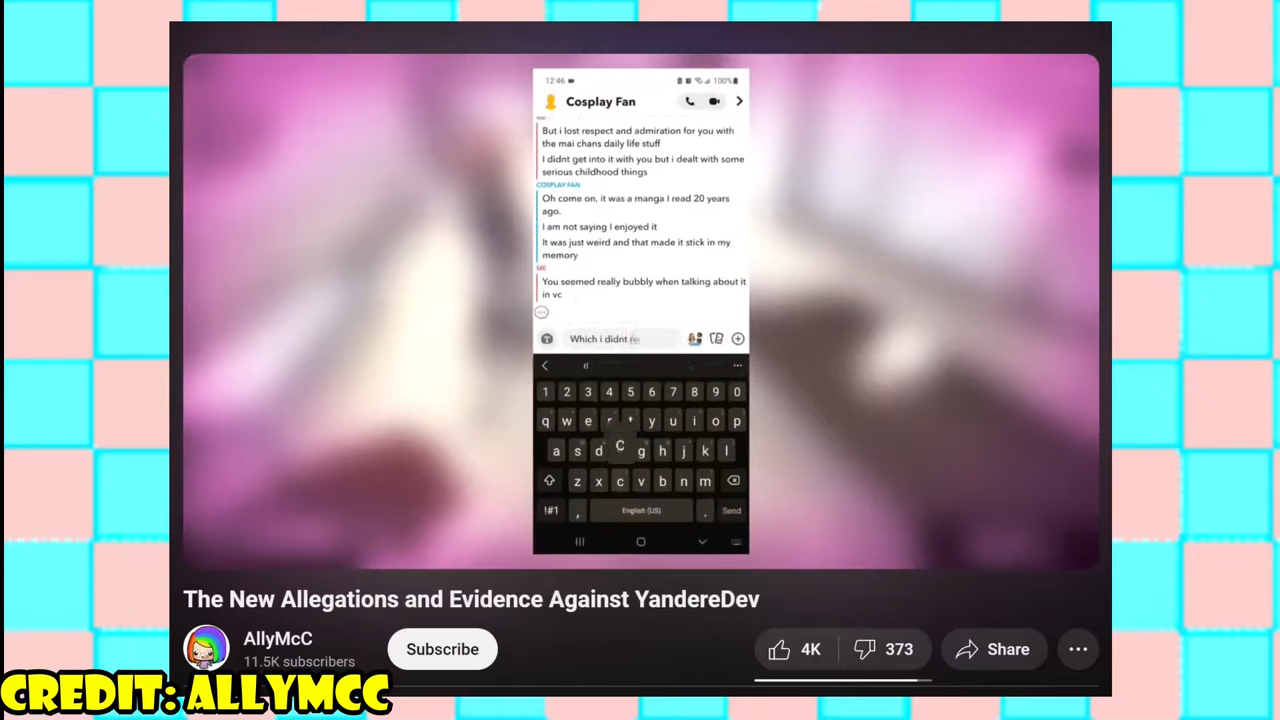 12:46
100%
Cosplay Fan
But i lost respect and admiration for you with
the mai chans daily life stuff
I didnt get into it with you but i dealt with some
serious childhood things
COSPLAY FAN
Oh come on, it was a manga I read 20 years
ago.
I am not saying I enjoyed it
It was just weird and that made it stick in my
memory
ME
You seemed really bubbly when talking about it
in vc
Which i didnt re
1 2 3 4 5 6 7 8 9 0
q w e r t y u i o p
a s d C g h j k l
z x c v b n m
!#1 , English (US) . Send
The New Allegations and Evidence Against YandereDev
AllyMcC
11.5K subscribers
Subscribe
4K
373
Share
CREDIT: ALLYMCC